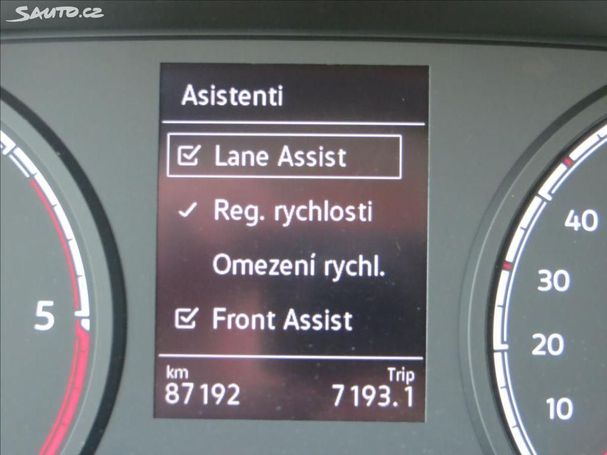 Sauto.cz
Asistenti
Lane Assist
Reg. rychlosti
Omezení rychl.
Front Assist
km Trip
87192 7193.1
5
40
30
20
10